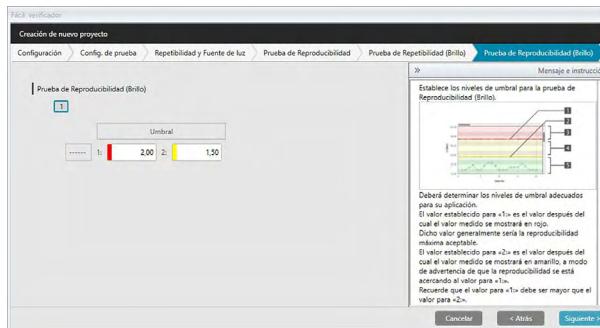 Fácil verificador
Creación de nuevo proyecto
Configuración
Config. de prueba
Repetibilidad y Fuente de luz
Prueba de Reproducibilidad
Prueba de Repetibilidad (Brillo)
Prueba de Reproducibilidad (Brillo)
Prueba de Reproducibilidad (Brillo)
1
Umbral
------ 1: 2,00 2: 1,50
» Mensaje e instrucció
Establece los niveles de umbral para la prueba de
Reproducibilidad (Brillo).
1
2
3
4
5
Deberá determinar los niveles de umbral adecuados
para su aplicación.
El valor establecido para «1:» es el valor después del
cual el valor medido se mostrará en rojo.
Dicho valor generalmente sería la reproducibilidad
máxima aceptable.
El valor establecido para «2:» es el valor después del
cual el valor medido se mostrará en amarillo, a modo
de advertencia de que la reproducibilidad se está
acercando al valor para «1:».
Recuerde que el valor para «1:» debe ser mayor que el
valor para «2:».
Cancelar
< Atrás
Siguiente >